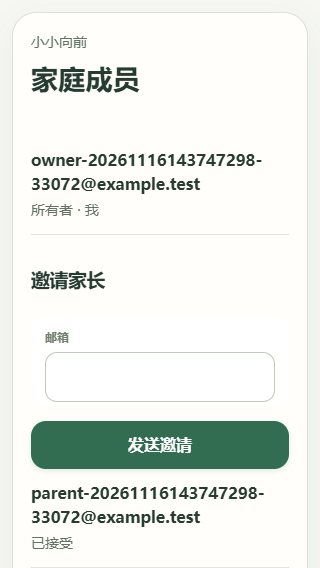 小小向前
家庭成员
owner-20261116143747298-
33072@example.test
所有者 · 我
邀请家长
邮箱
发送邀请
parent-20261116143747298-
33072@example.test
已接受